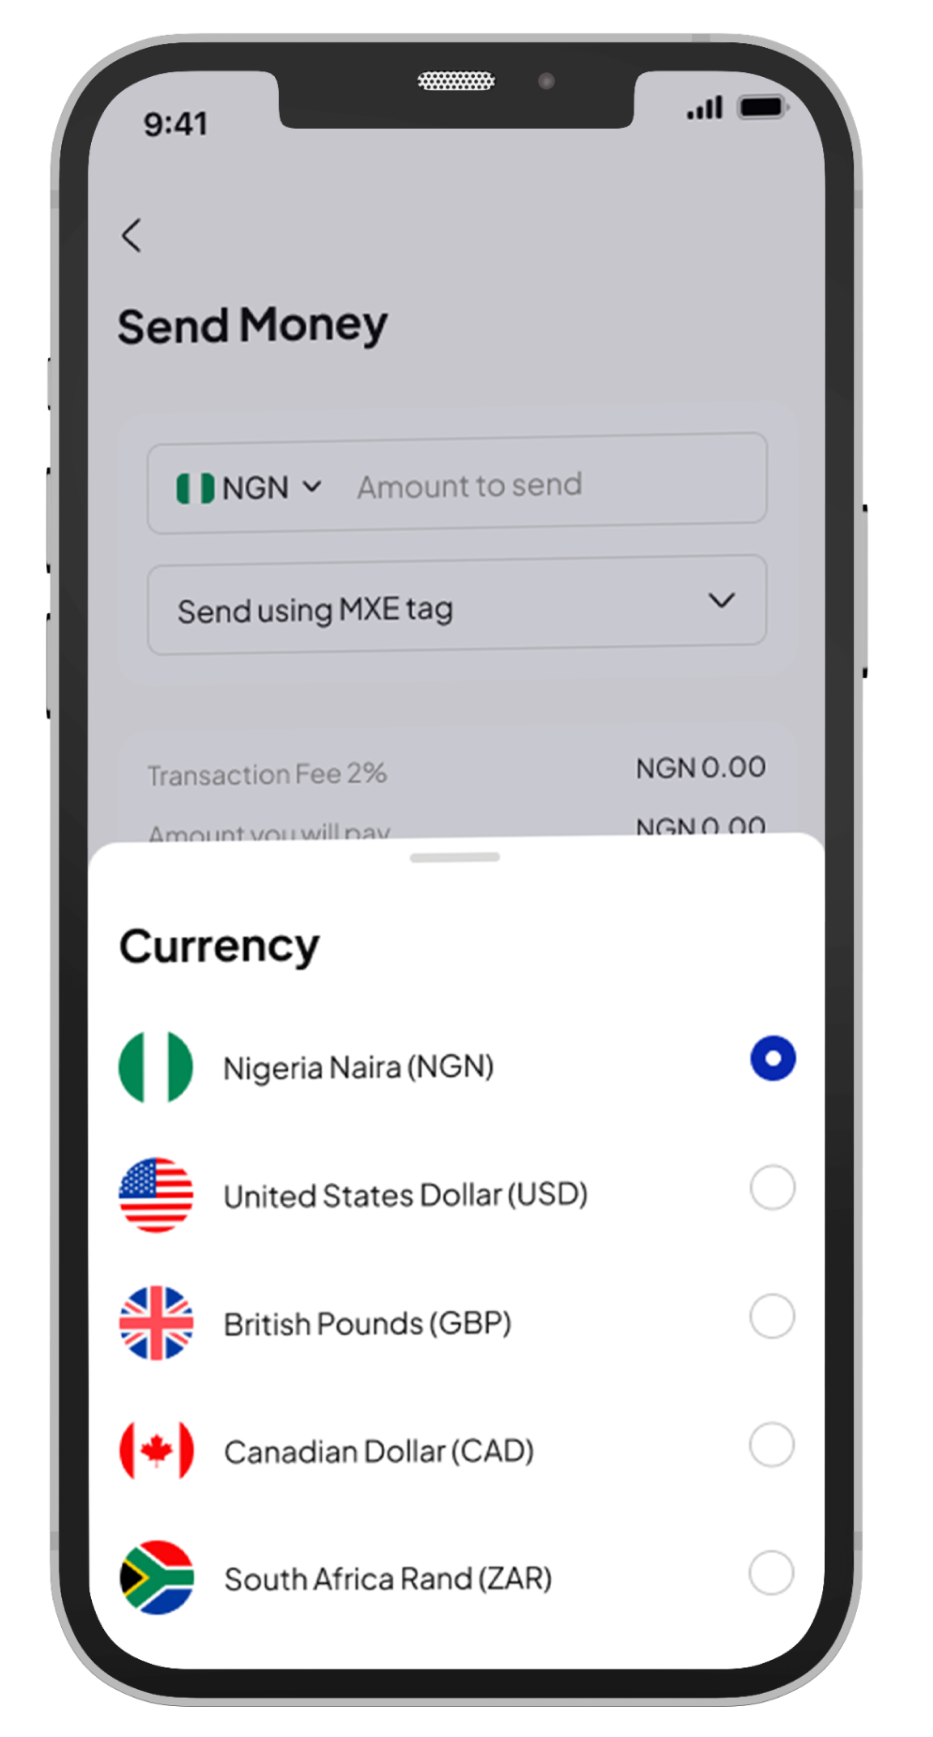 9:41
Send Money
NGN Amount to send
Send using MXE tag
Transaction Fee 2% NGN 0.00
Amount you will pay NGN 0.00
Currency
Nigeria Naira (NGN)
United States Dollar (USD)
British Pounds (GBP)
Canadian Dollar (CAD)
South Africa Rand (ZAR)